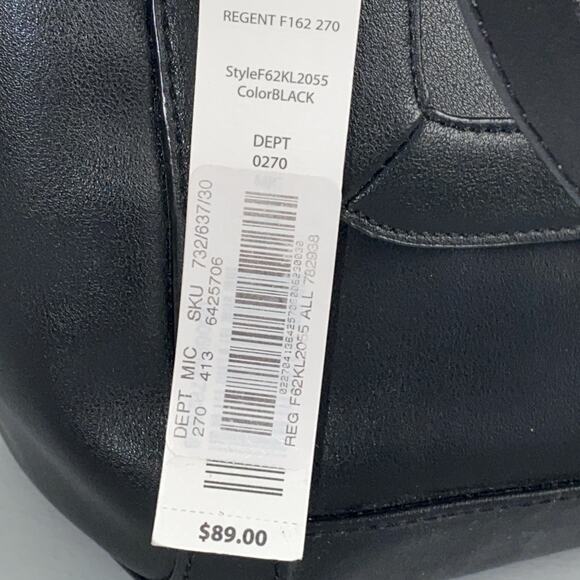 REGENT F162 270
StyleF62KL2055
ColorBLACK
DEPT
0270
DEPT MIC SKU 732/637/30
270 413 6425706
REG F62KL2055 ALL 782938
$89.00